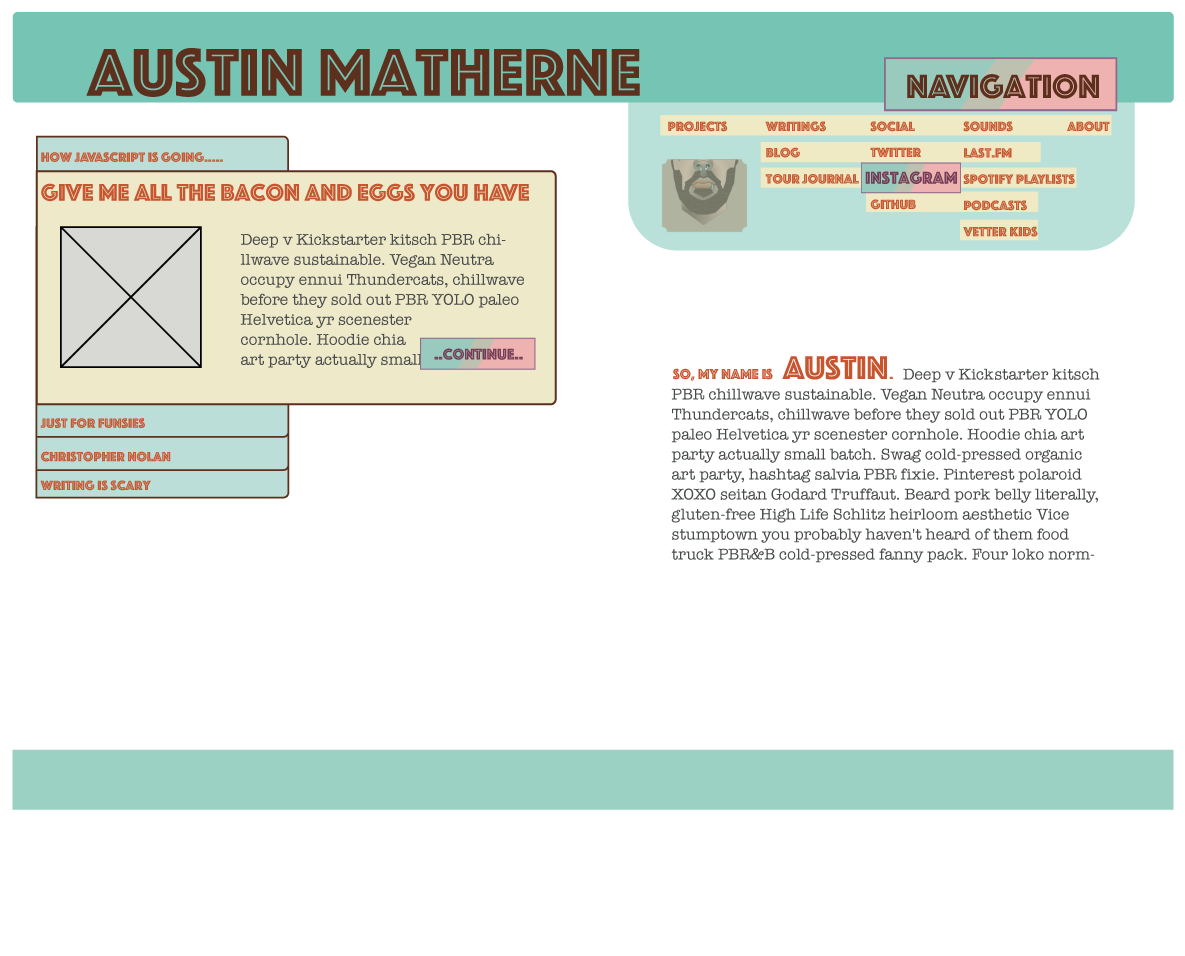 AUSTIN MATHERNE
NAVIGATION
PROJECTS WRITINGS SOCIAL SOUNDS ABOUT
BLOG TWITTER LAST.FM
TOUR JOURNAL INSTAGRAM SPOTIFY PLAYLISTS
GITHUB PODCASTS
VETTER KIDS
HOW JAVASCRIPT IS GOING.....
GIVE ME ALL THE BACON AND EGGS YOU HAVE
Deep v Kickstarter kitsch PBR chi-
llwave sustainable. Vegan Neutra
occupy ennui Thundercats, chillwave
before they sold out PBR YOLO paleo
Helvetica yr scenester
cornhole. Hoodie chia
art party actually small
..CONTINUE..
JUST FOR FUNSIES
CHRISTOPHER NOLAN
WRITING IS SCARY
SO, MY NAME IS AUSTIN. Deep v Kickstarter kitsch
PBR chillwave sustainable. Vegan Neutra occupy ennui
Thundercats, chillwave before they sold out PBR YOLO
paleo Helvetica yr scenester cornhole. Hoodie chia art
party actually small batch. Swag cold-pressed organic
art party, hashtag salvia PBR fixie. Pinterest polaroid
XOXO seitan Godard Truffaut. Beard pork belly literally,
gluten-free High Life Schlitz heirloom aesthetic Vice
stumptown you probably haven't heard of them food
truck PBR&B cold-pressed fanny pack. Four loko norm-